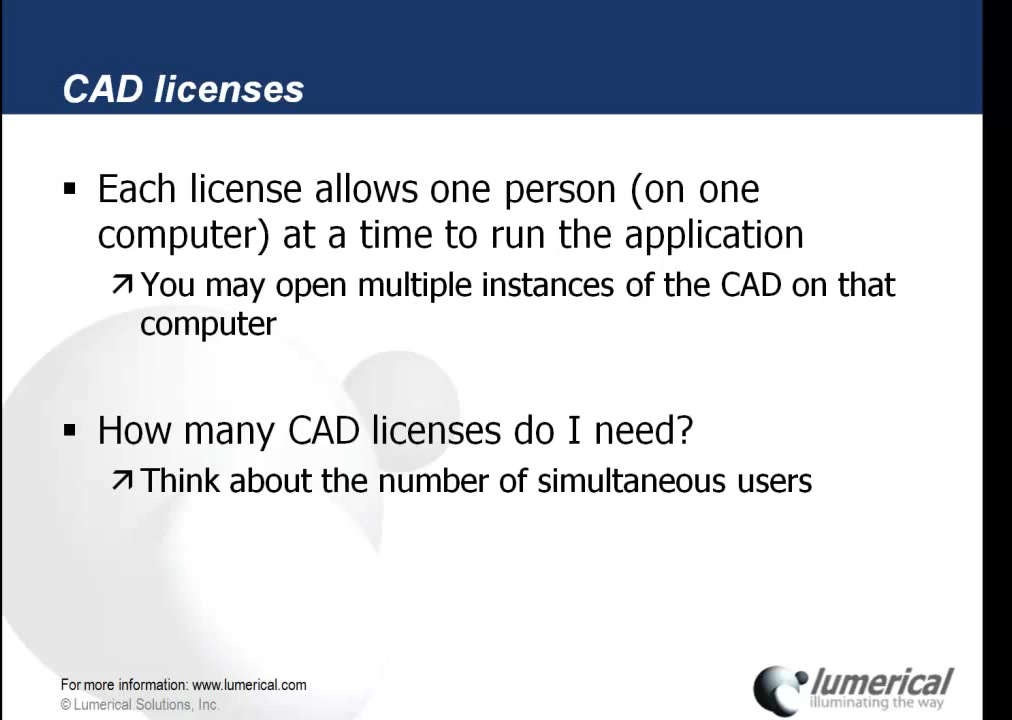 CAD licenses
▪ Each license allows one person (on one
computer) at a time to run the application
↗ You may open multiple instances of the CAD on that
computer
▪ How many CAD licenses do I need?
↗ Think about the number of simultaneous users
For more information: www.lumerical.com
© Lumerical Solutions, Inc.
lumerical
illuminating the way